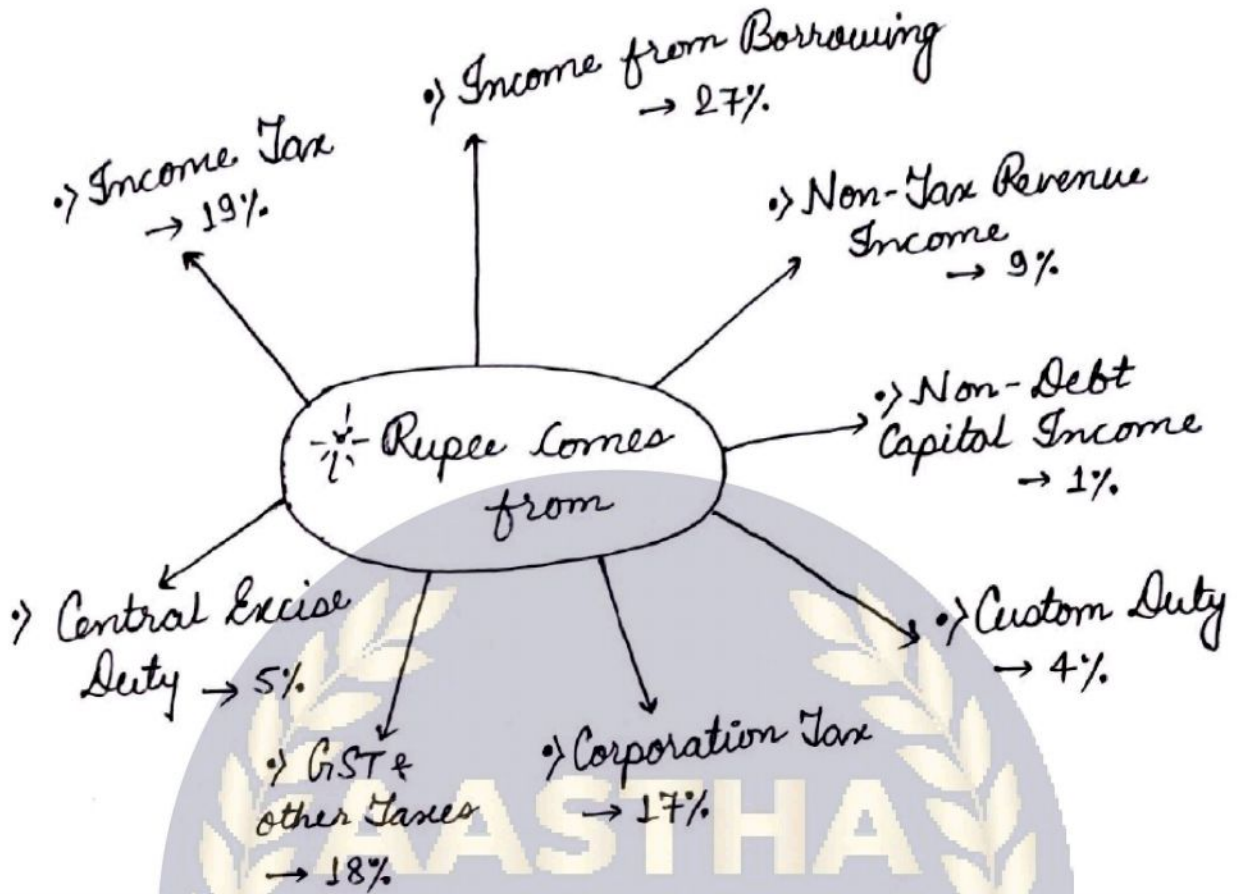 •) Income from Borrowing
→ 27%
•) Income Tax
→ 19%
•) Non-Tax Revenue
Income
→ 9%
•) Non-Debt
Capital Income
→ 1%
Rupee Comes
from
•) Central Excise
Duty → 5%
•) Custom Duty
→ 4%
•) GST &
other Taxes
→ 18%
•) Corporation Tax
→ 17%
AASTHA